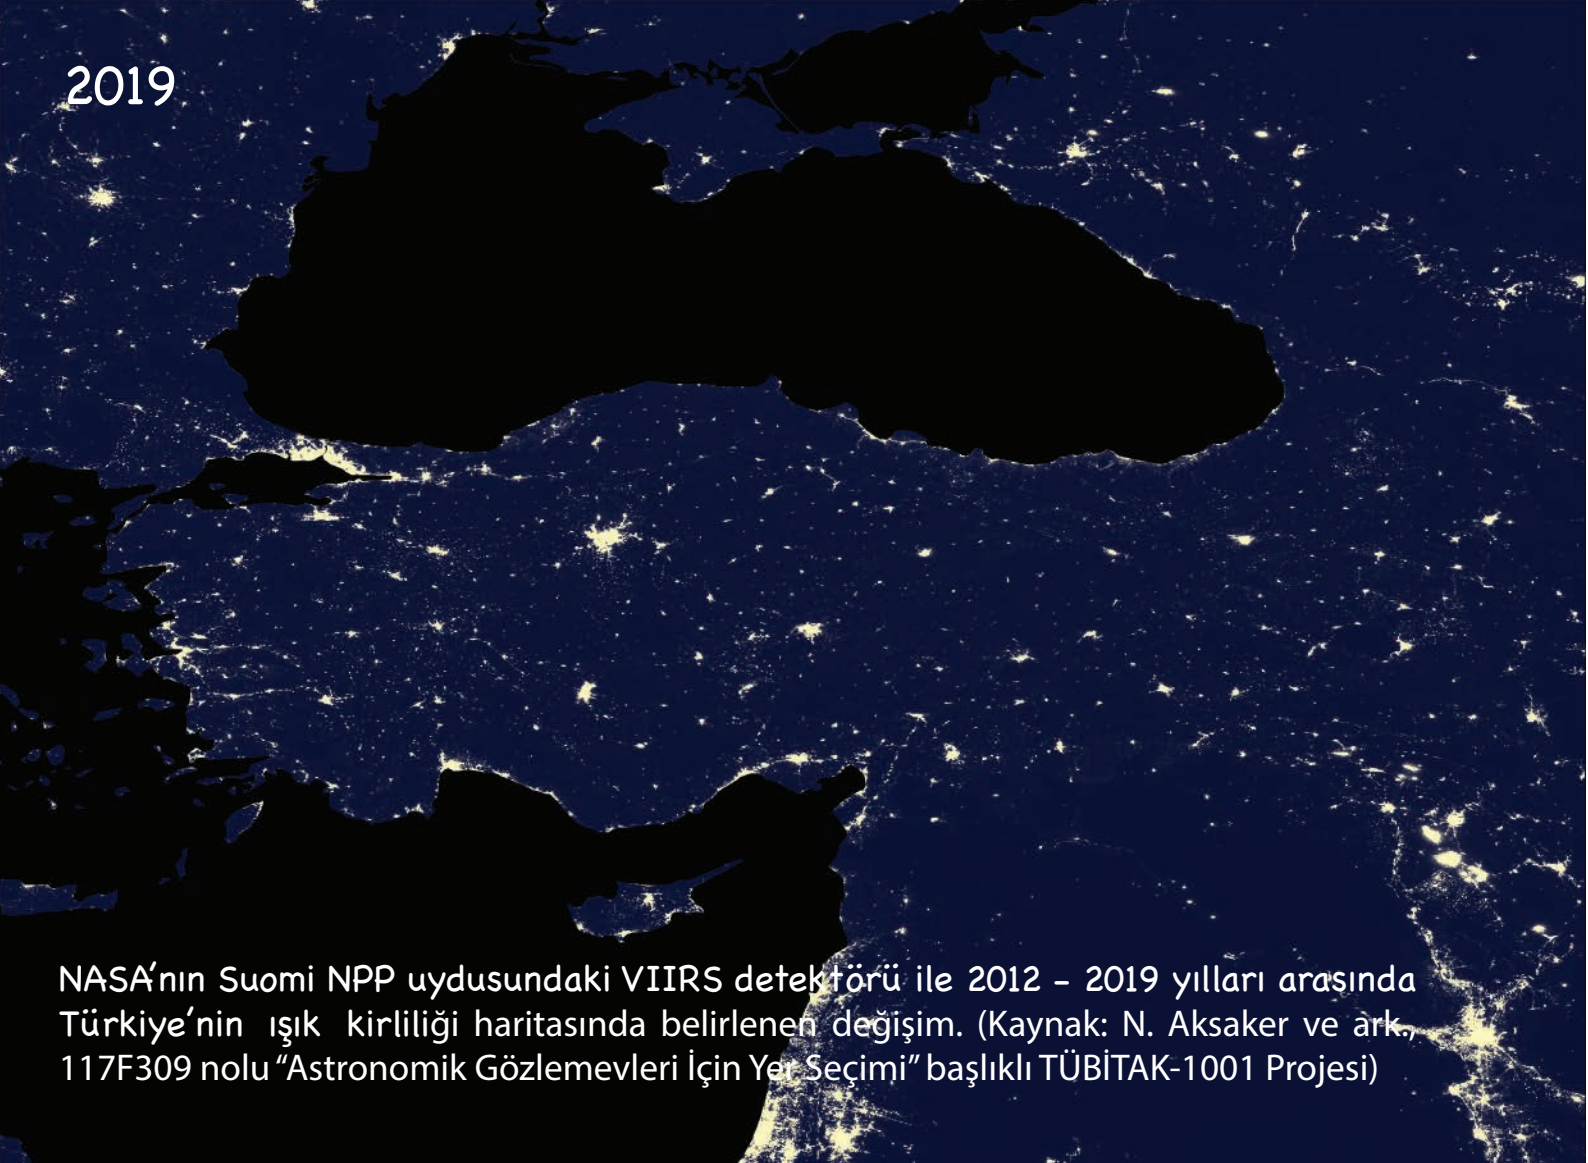 2019
NASA'nın Suomi NPP uydusundaki VIIRS detektörü ile 2012 – 2019 yılları arasında
Türkiye'nin ışık kirliliği haritasında belirlenen değişim. (Kaynak: N. Aksaker ve ark.,
117F309 nolu “Astronomik Gözlemevleri İçin Yer Seçimi” başlıklı TÜBİTAK-1001 Projesi)